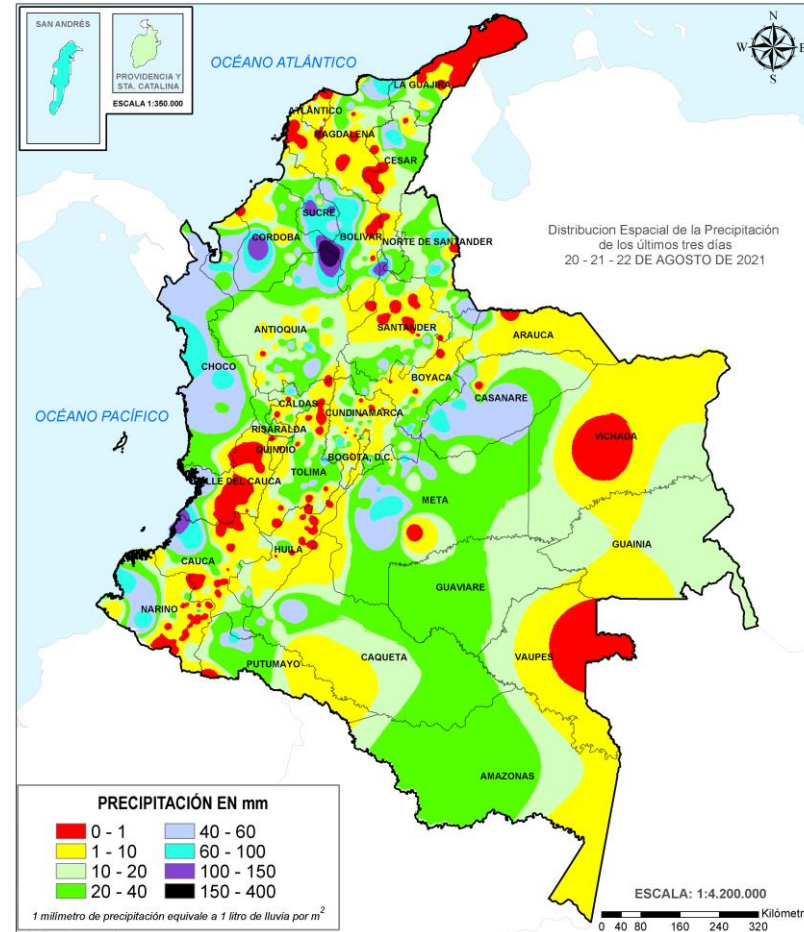 SAN ANDRÉS
PROVIDENCIA Y
STA. CATALINA
ESCALA 1:350.000
OCÉANO ATLÁNTICO
N
W
E
S
LA GUAJIRA
ATLÁNTICO
MAGDALENA
CESAR
SUCRE
CORDOBA
BOLIVAR
NORTE DE SANTANDER
Distribucion Espacial de la Precipitación
de los últimos tres días
20 - 21 - 22 DE AGOSTO DE 2021
ANTIOQUIA
SANTANDER
ARAUCA
CHOCO
BOYACA
CASANARE
OCÉANO PACÍFICO
CALDAS
CUNDINAMARCA
RISARALDA
VICHADA
QUINDIO
BOGOTA, D.C.
TOLIMA
VALLE DEL CAUCA
META
GUAINIA
HUILA
CAUCA
GUAVIARE
NARINO
CAQUETA
VAUPES
PUTUMAYO
AMAZONAS
PRECIPITACIÓN EN mm
0 - 1
40 - 60
1 - 10
60 - 100
10 - 20
100 - 150
20 - 40
150 - 400
1 milímetro de precipitación equivale a 1 litro de lluvia por m²
ESCALA: 1:4.200.000
0 40 80 160 240 320